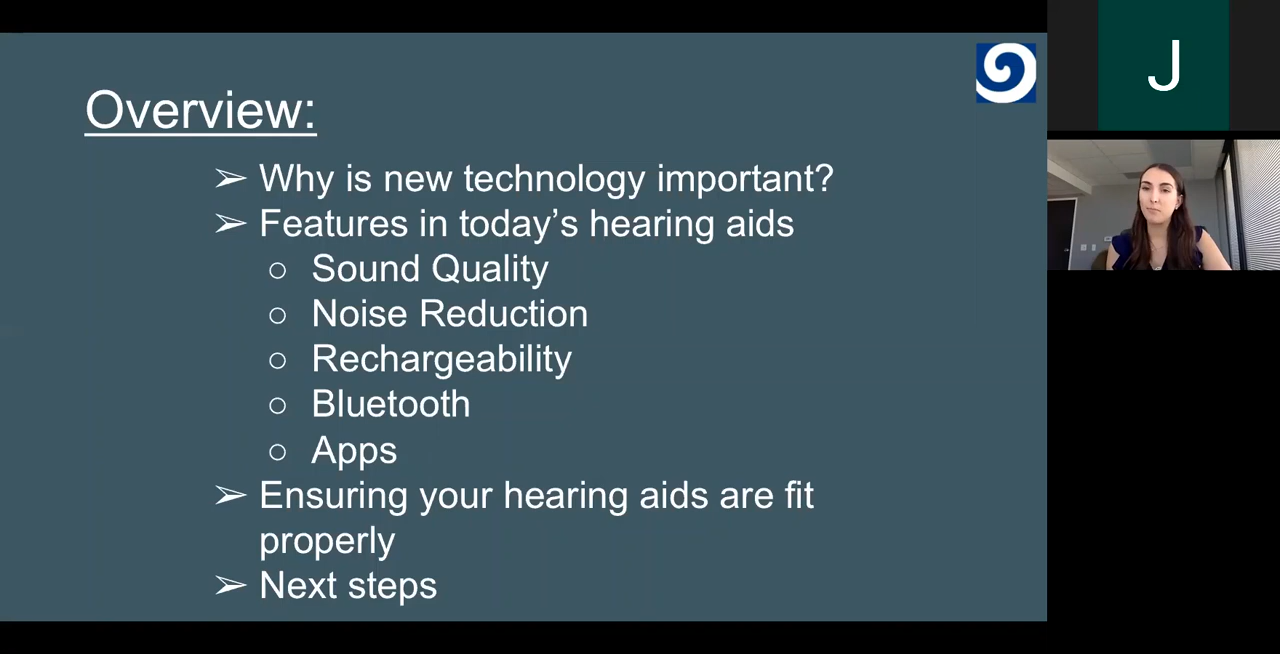 Overview:
➢ Why is new technology important?
➢ Features in today’s hearing aids
○ Sound Quality
○ Noise Reduction
○ Rechargeability
○ Bluetooth
○ Apps
➢ Ensuring your hearing aids are fit
properly
➢ Next steps
J